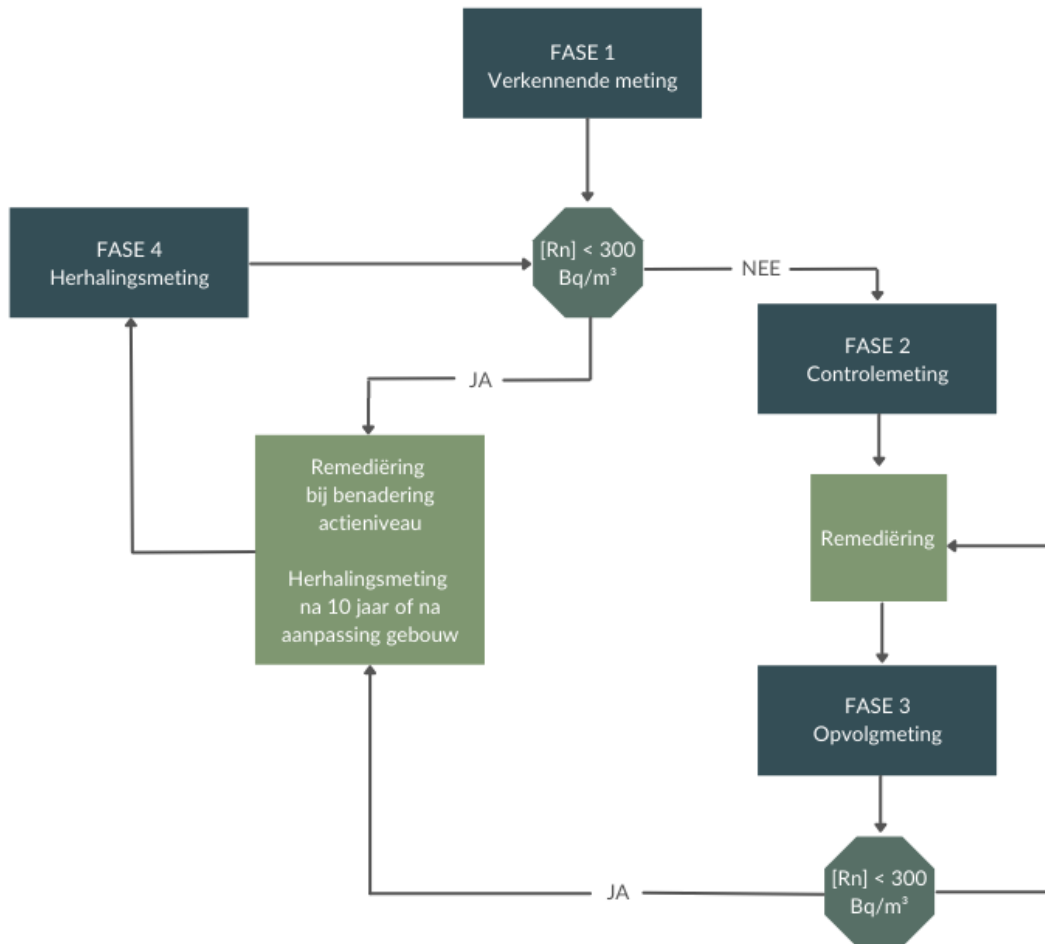 FASE 1
Verkennende meting
FASE 4
Herhalingsmeting
[Rn] < 300
Bq/m³
NEE
FASE 2
Controlemeting
JA
Remediëring
bij benadering
actieniveau
Herhalingsmeting
na 10 jaar of na
aanpassing gebouw
Remediëring
FASE 3
Opvolgmeting
[Rn] < 300
Bq/m³
JA